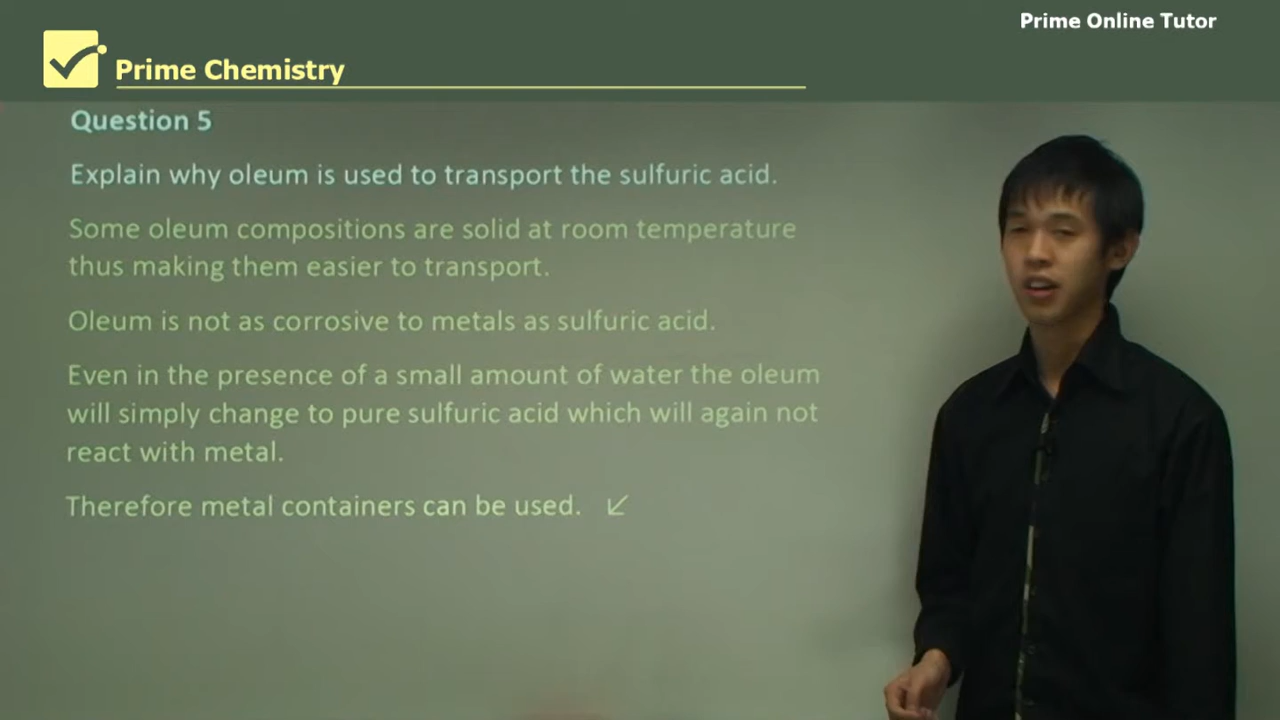 Prime Online Tutor
Prime Chemistry
Question 5
Explain why oleum is used to transport the sulfuric acid.
Some oleum compositions are solid at room temperature
thus making them easier to transport.
Oleum is not as corrosive to metals as sulfuric acid.
Even in the presence of a small amount of water the oleum
will simply change to pure sulfuric acid which will again not
react with metal.
Therefore metal containers can be used.